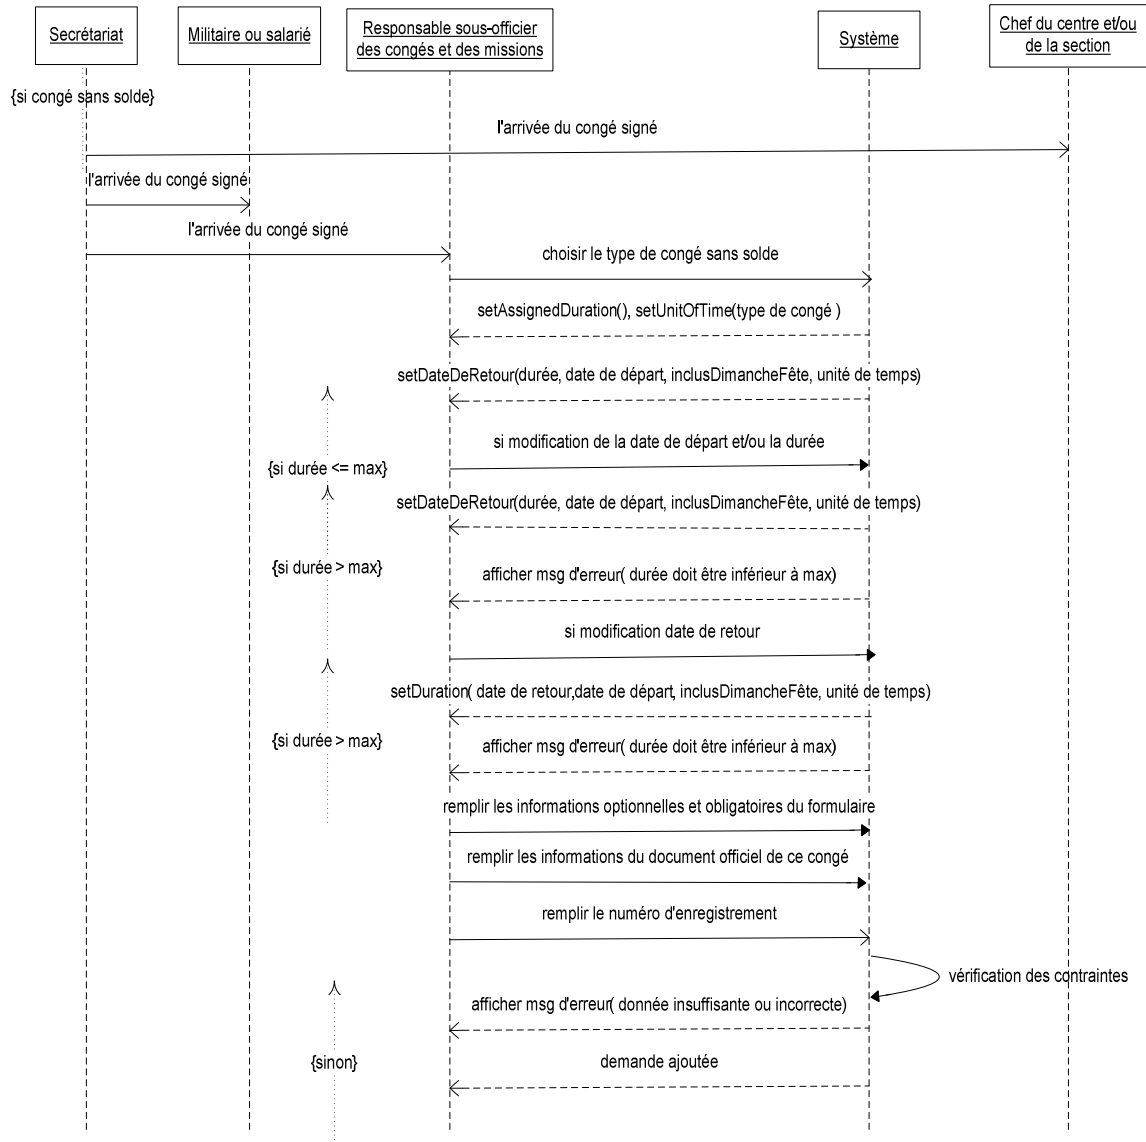 Secrétariat
Militaire ou salarié
Responsable sous-officier
des congés et des missions
Système
Chef du centre et/ou
de la section
{si congé sans solde}
l'arrivée du congé signé
l'arrivée du congé signé
l'arrivée du congé signé
choisir le type de congé sans solde
setAssignedDuration(), setUnitOfTime(type de congé )
setDateDeRetour(durée, date de départ, inclusDimancheFête, unité de temps)
si modification de la date de départ et/ou la durée
{si durée <= max}
setDateDeRetour(durée, date de départ, inclusDimancheFête, unité de temps)
{si durée > max}
afficher msg d'erreur( durée doit être inférieur à max)
si modification date de retour
setDuration( date de retour,date de départ, inclusDimancheFête, unité de temps)
{si durée > max}
afficher msg d'erreur( durée doit être inférieur à max)
remplir les informations optionnelles et obligatoires du formulaire
remplir les informations du document officiel de ce congé
remplir le numéro d'enregistrement
vérification des contraintes
afficher msg d'erreur( donnée insuffisante ou incorrecte)
{sinon}
demande ajoutée